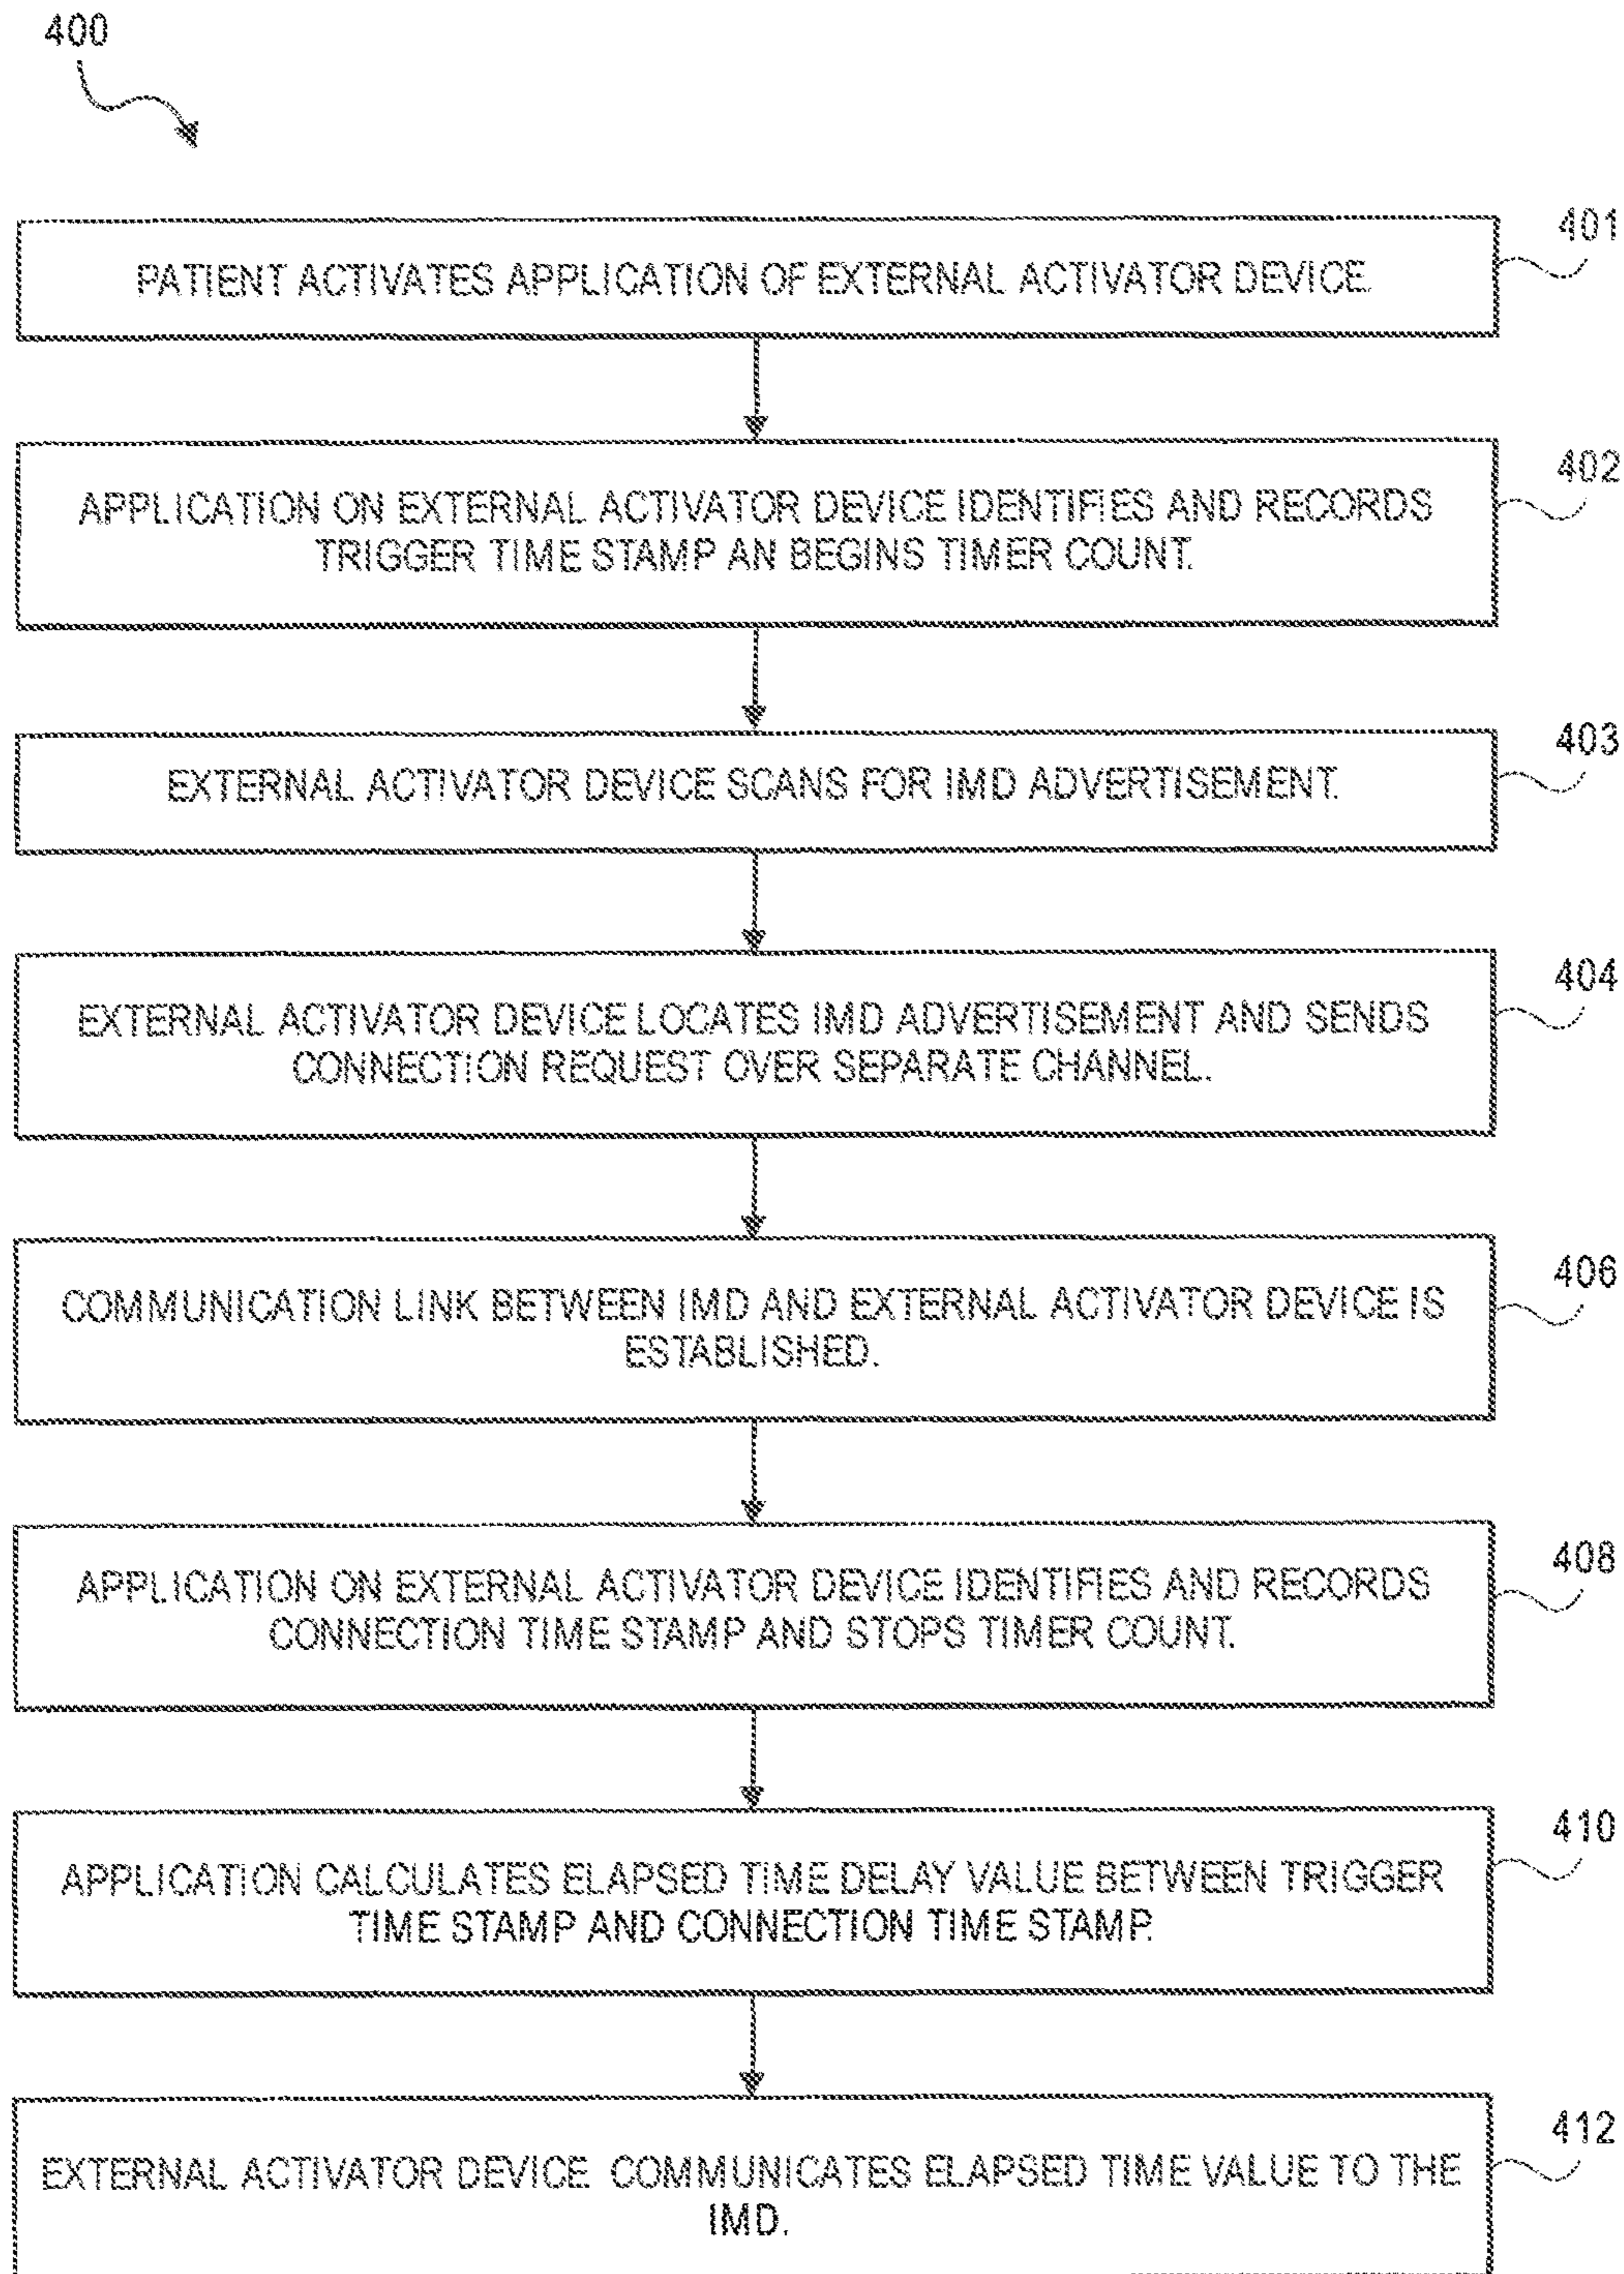 400
PATIENT ACTIVATES APPLICATION OF EXTERNAL ACTIVATOR DEVICE
401
APPLICATION ON EXTERNAL ACTIVATOR DEVICE IDENTIFIES AND RECORDS
TRIGGER TIME STAMP AN BEGINS TIMER COUNT.
402
EXTERNAL ACTIVATOR DEVICE SCANS FOR IMD ADVERTISEMENT.
403
EXTERNAL ACTIVATOR DEVICE LOCATES IMD ADVERTISEMENT AND SENDS
CONNECTION REQUEST OVER SEPARATE CHANNEL.
404
COMMUNICATION LINK BETWEEN IMD AND EXTERNAL ACTIVATOR DEVICE IS
ESTABLISHED.
406
APPLICATION ON EXTERNAL ACTIVATOR DEVICE IDENTIFIES AND RECORDS
CONNECTION TIME STAMP AND STOPS TIMER COUNT.
408
APPLICATION CALCULATES ELAPSED TIME DELAY VALUE BETWEEN TRIGGER
TIME STAMP AND CONNECTION TIME STAMP.
410
EXTERNAL ACTIVATOR DEVICE COMMUNICATES ELAPSED TIME VALUE TO THE
IMD.
412